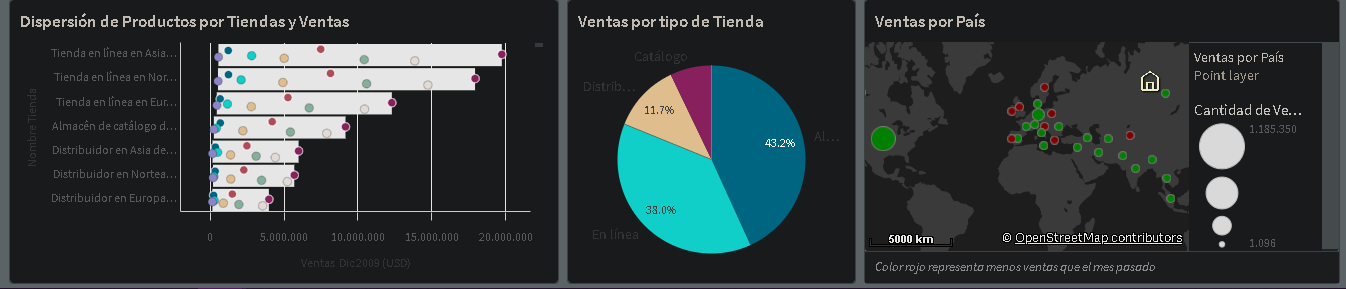 Dispersión de Productos por Tiendas y Ventas
Nombre Tienda
Tienda en línea en Asia...
Tienda en línea en Nor...
Tienda en línea en Eur...
Almacén de catálogo d...
Distribuidor en Asia de...
Distribuidor en Nortea...
Distribuidor en Europa...
0
5.000.000
10.000.000
15.000.000
20.000.000
Ventas Dic2009 (USD)
Ventas por tipo de Tienda
Catálogo
Distrib...
11.7%
43.2%
Al...
38.0%
En línea
Ventas por País
Ventas por País
Point layer
Cantidad de Ve...
1.185.350
1.096
5000 km
© OpenStreetMap contributors
Color rojo representa menos ventas que el mes pasado